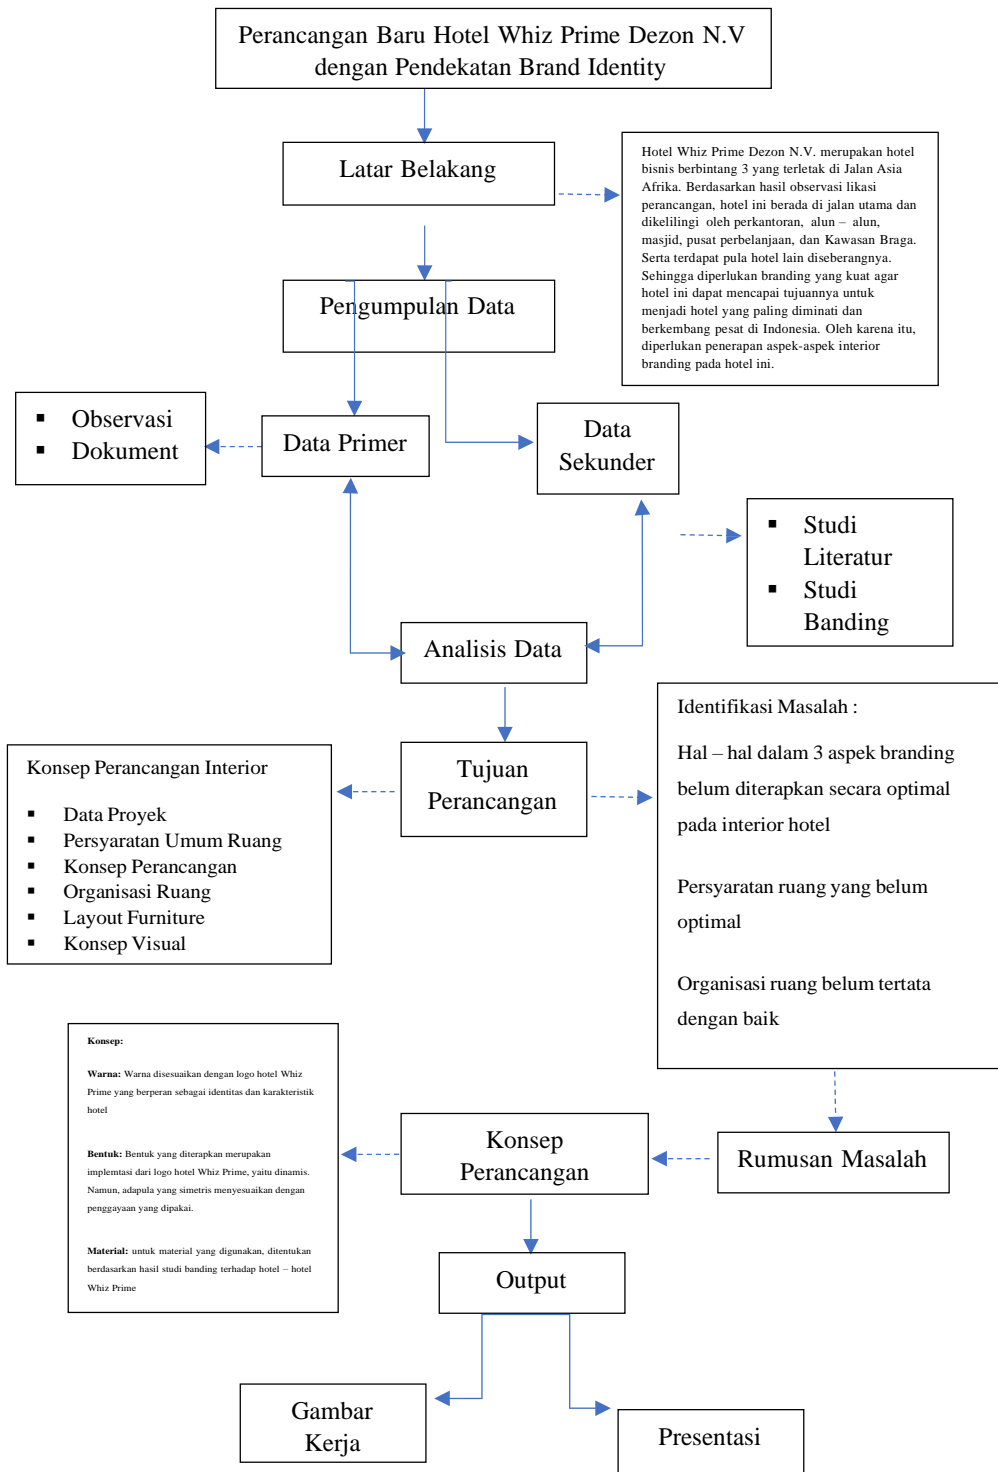 Perancangan Baru Hotel Whiz Prime Dezon N.V
dengan Pendekatan Brand Identity
Latar Belakang
Hotel Whiz Prime Dezon N.V. merupakan hotel
bisnis berbintang 3 yang terletak di Jalan Asia
Afrika. Berdasarkan hasil observasi likasi
perancangan, hotel ini berada di jalan utama dan
dikelilingi oleh perkantoran, alun – alun,
masjid, pusat perbelanjaan, dan Kawasan Braga.
Serta terdapat pula hotel lain diseberangnya.
Sehingga diperlukan branding yang kuat agar
hotel ini dapat mencapai tujuannya untuk
menjadi hotel yang paling diminati dan
berkembang pesat di Indonesia. Oleh karena itu,
diperlukan penerapan aspek-aspek interior
branding pada hotel ini.
Pengumpulan Data
▪ Observasi
▪ Dokument
Data Primer
Data
Sekunder
▪ Studi
Literatur
▪ Studi
Banding
Analisis Data
Tujuan
Perancangan
Identifikasi Masalah :
Hal – hal dalam 3 aspek branding
belum diterapkan secara optimal
pada interior hotel
Persyaratan ruang yang belum
optimal
Organisasi ruang belum tertata
dengan baik
Konsep Perancangan Interior
▪ Data Proyek
▪ Persyaratan Umum Ruang
▪ Konsep Perancangan
▪ Organisasi Ruang
▪ Layout Furniture
▪ Konsep Visual
Konsep:
Warna: Warna disesuaikan dengan logo hotel Whiz
Prime yang berperan sebagai identitas dan karakteristik
hotel
Bentuk: Bentuk yang diterapkan merupakan
implemtasi dari logo hotel Whiz Prime, yaitu dinamis.
Namun, adapula yang simetris menyesuaikan dengan
penggayaan yang dipakai.
Material: untuk material yang digunakan, ditentukan
berdasarkan hasil studi banding terhadap hotel – hotel
Whiz Prime
Konsep
Perancangan
Rumusan Masalah
Output
Gambar
Kerja
Presentasi